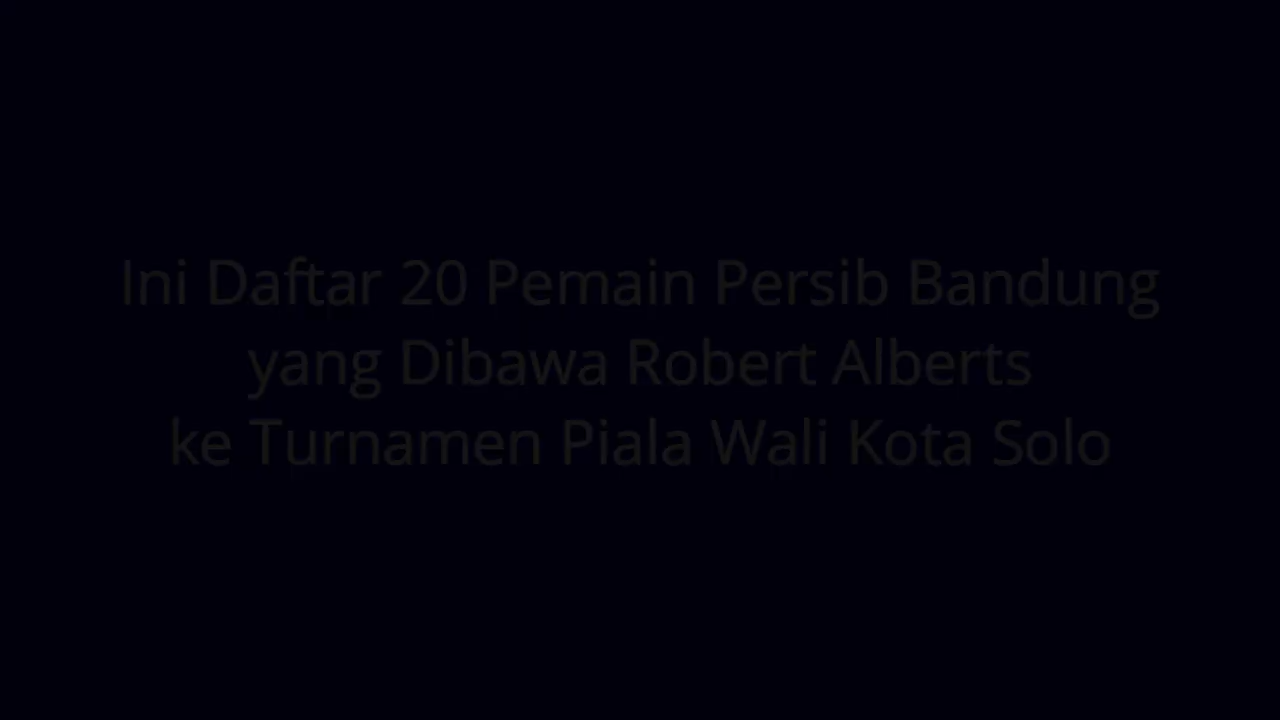 Ini Daftar 20 Pemain Persib Bandung
yang Dibawa Robert Alberts
ke Turnamen Piala Wali Kota Solo